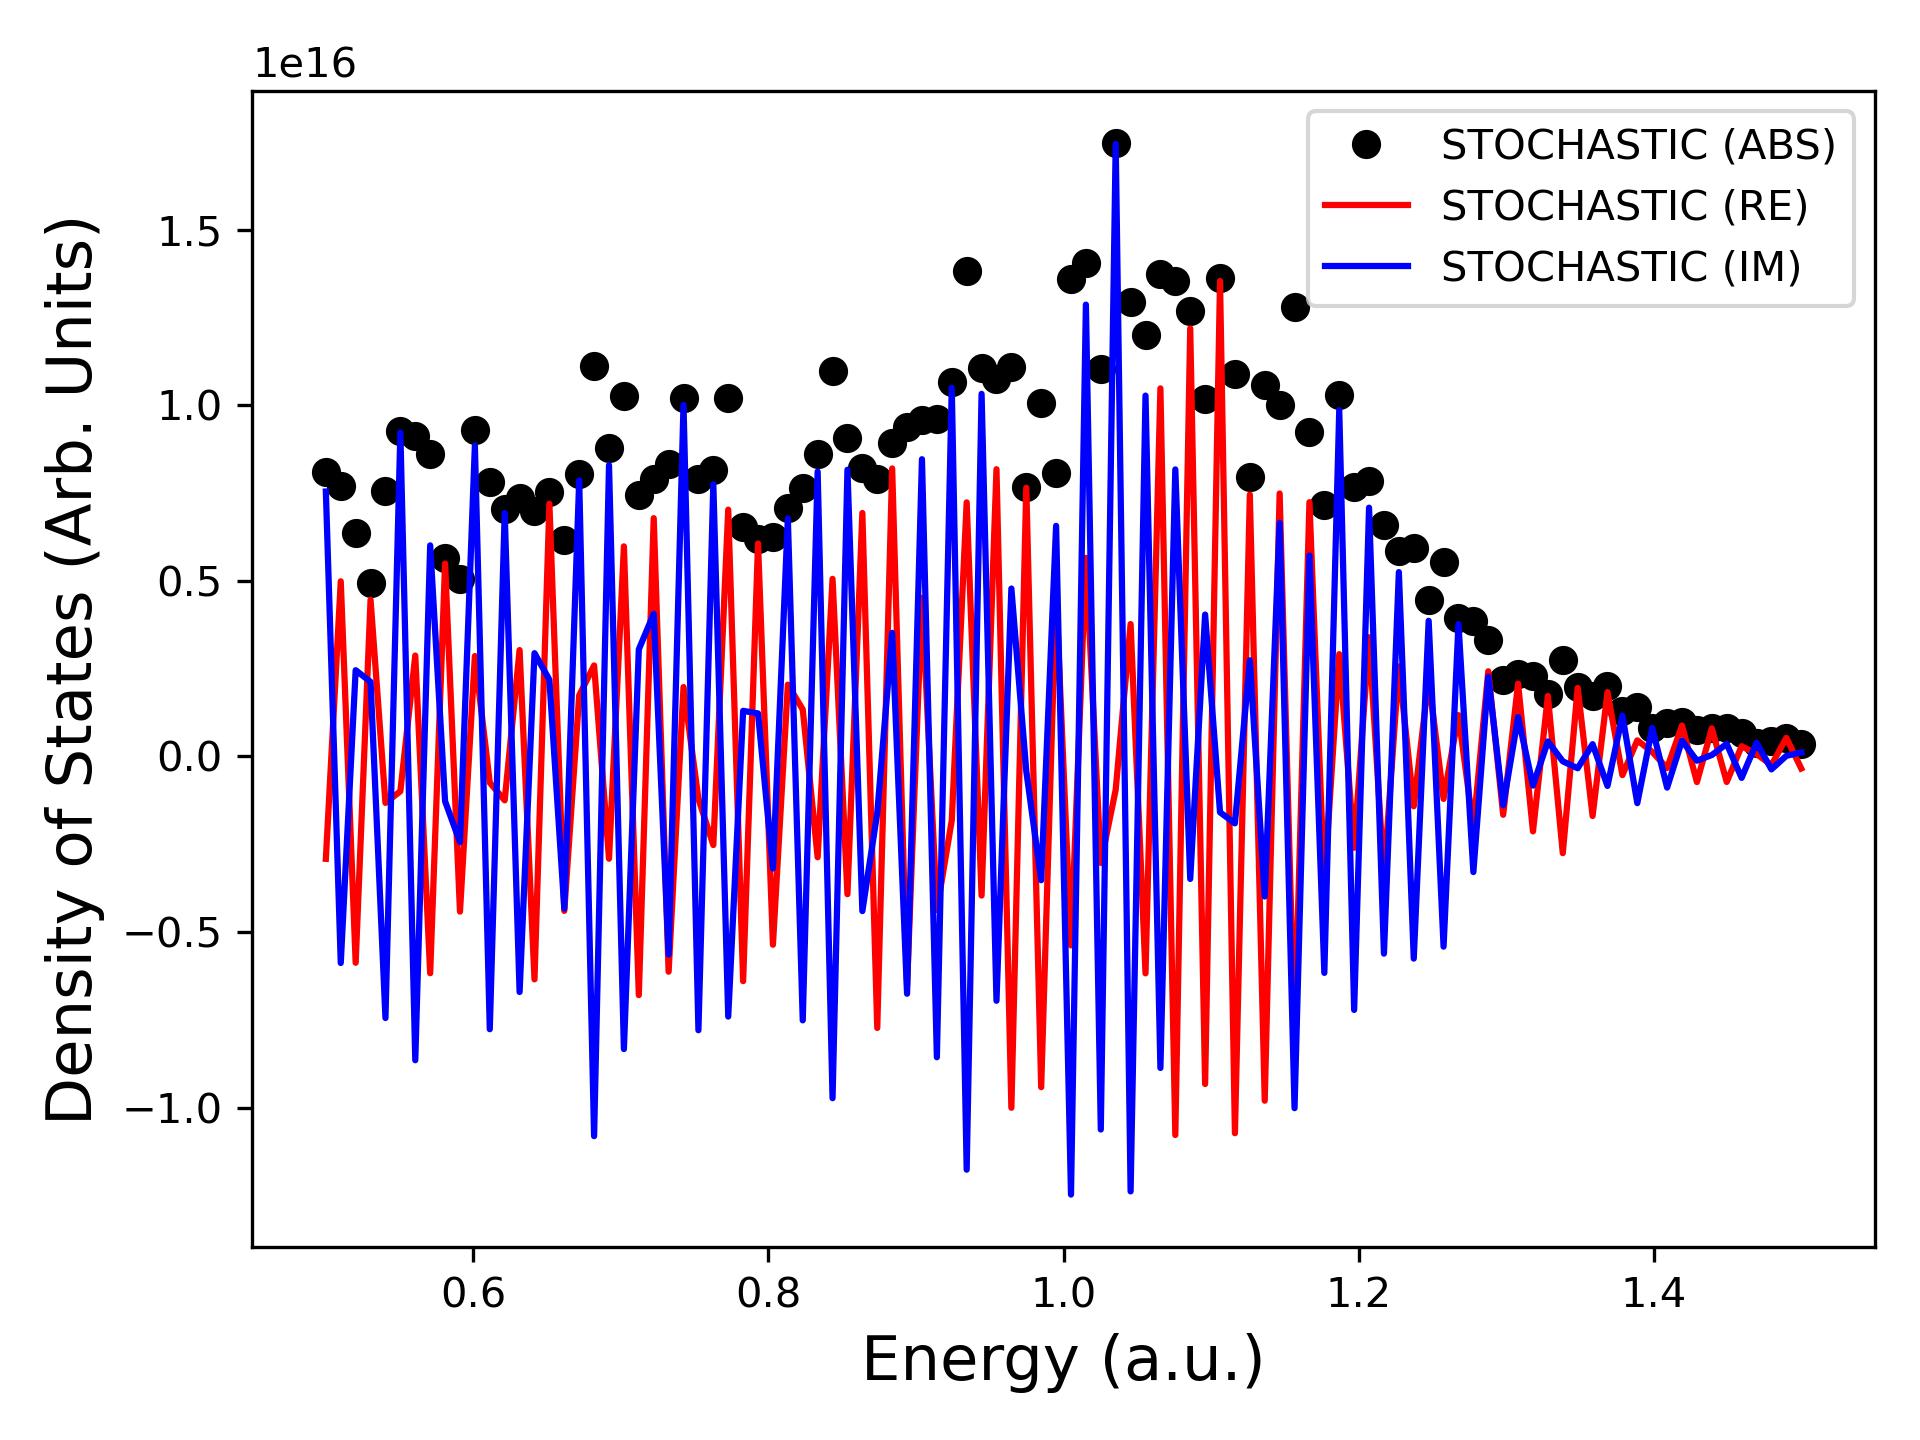 1e16
STOCHASTIC (ABS)
STOCHASTIC (RE)
STOCHASTIC (IM)
Density of States (Arb. Units)
1.5
1.0
0.5
0.0
−0.5
−1.0
0.6 0.8 1.0 1.2 1.4
Energy (a.u.)